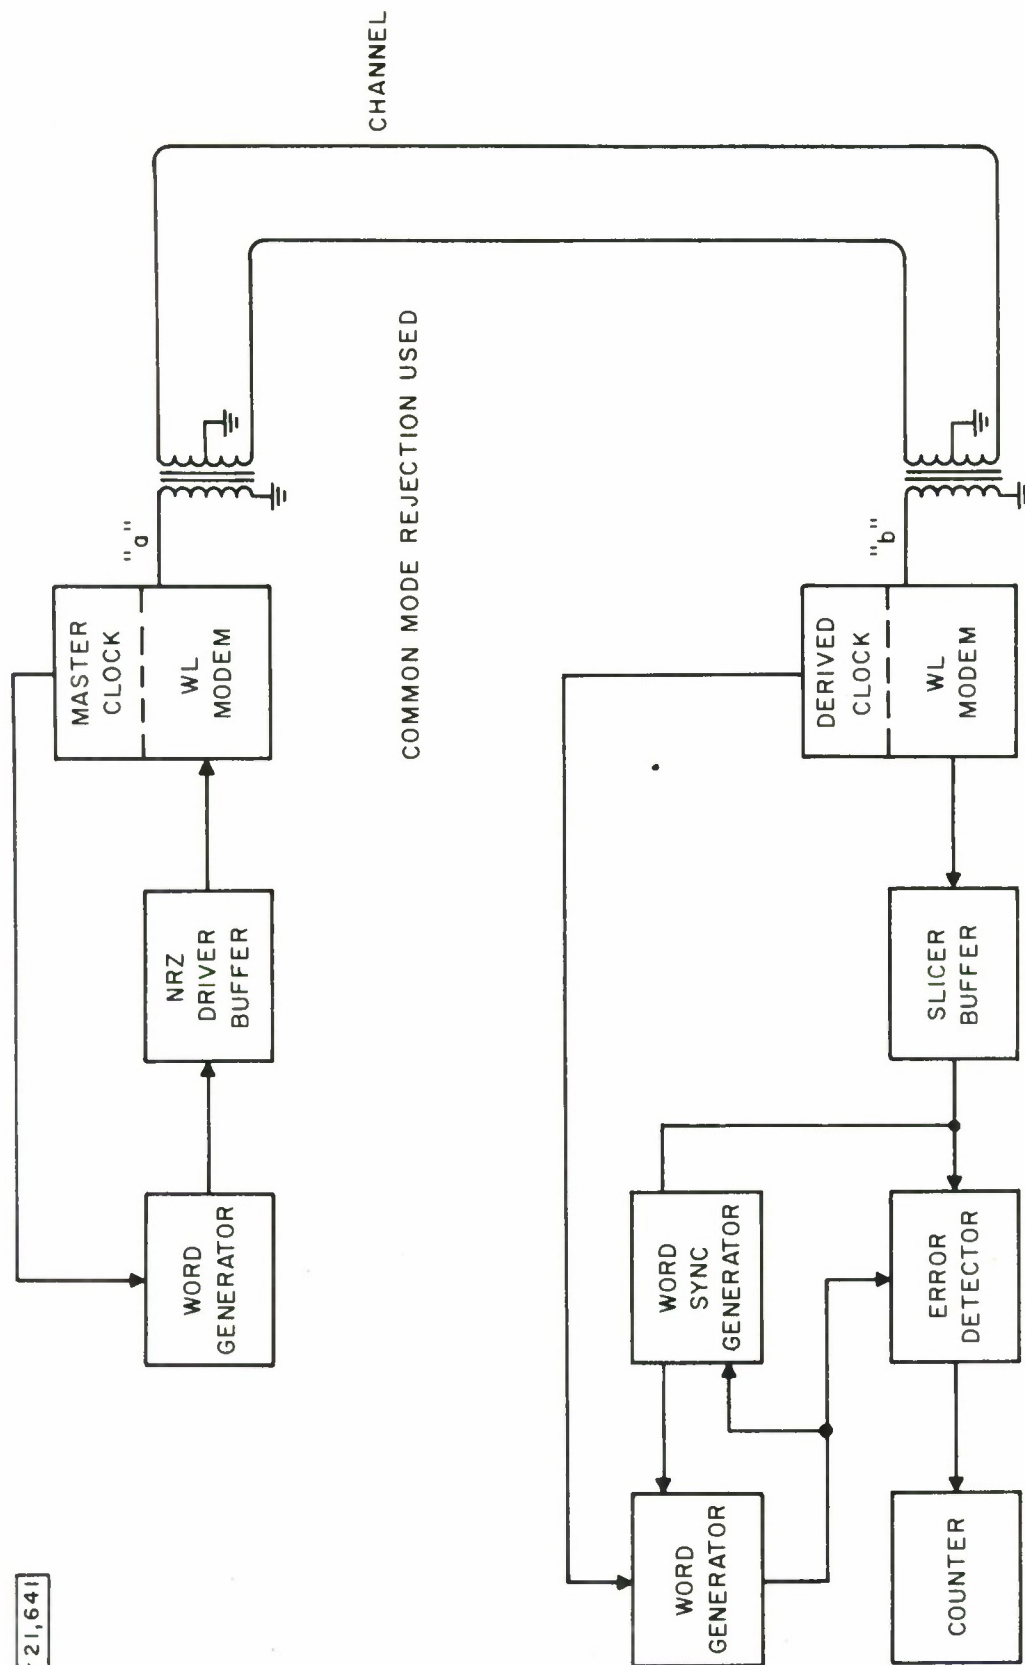 CHANNEL
"a"
MASTER
CLOCK
WL
MODEM
NRZ
DRIVER
BUFFER
WORD
GENERATOR
COMMON MODE REJECTION USED
"b"
DERIVED
CLOCK
WL
MODEM
SLICER
BUFFER
WORD
SYNC
GENERATOR
ERROR
DETECTOR
WORD
GENERATOR
COUNTER
21,641